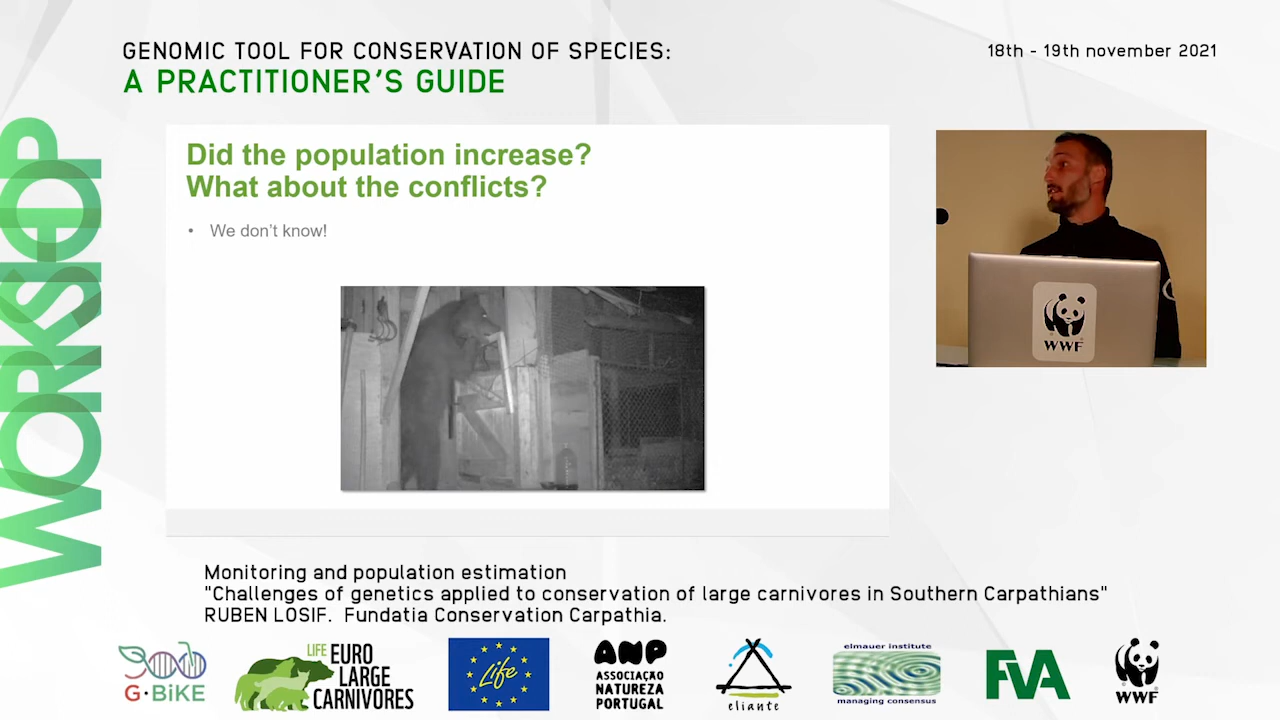 GENOMIC TOOL FOR CONSERVATION OF SPECIES:
A PRACTITIONER'S GUIDE
18th - 19th november 2021
WORKSHOP
Did the population increase?
What about the conflicts?
• We don't know!
WWF
Monitoring and population estimation
"Challenges of genetics applied to conservation of large carnivores in Southern Carpathians"
RUBEN LOSIF. Fundatia Conservation Carpathia.
G·BiKE
LIFE EURO
LARGE
CARNIVORES
Life
ANP
ASSOCIAÇÃO
NATUREZA
PORTUGAL
eliante
elmauer institute
managing consensus
FVA
WWF